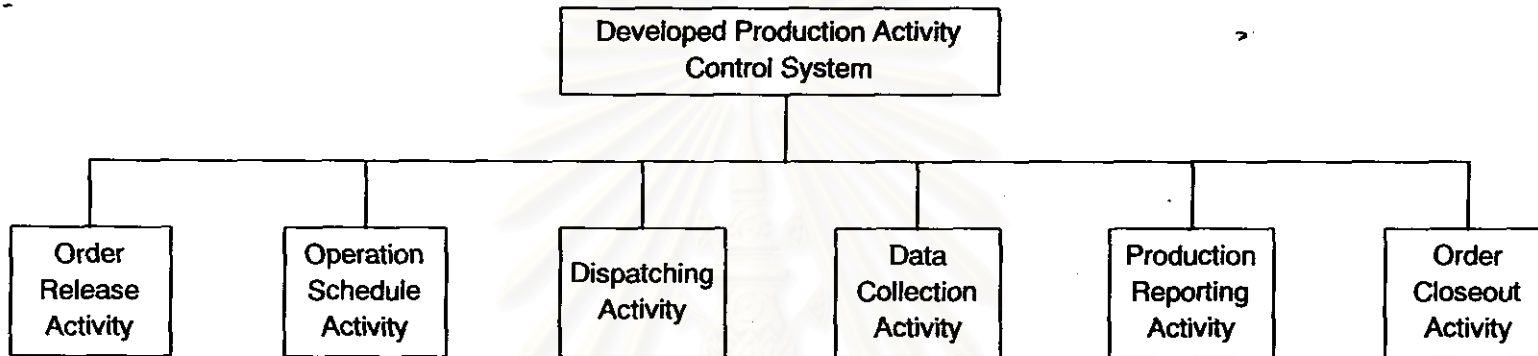 Developed Production Activity
Control System
Order
Release
Activity
Operation
Schedule
Activity
Dispatching
Activity
Data
Collection
Activity
Production
Reporting
Activity
Order
Closeout
Activity